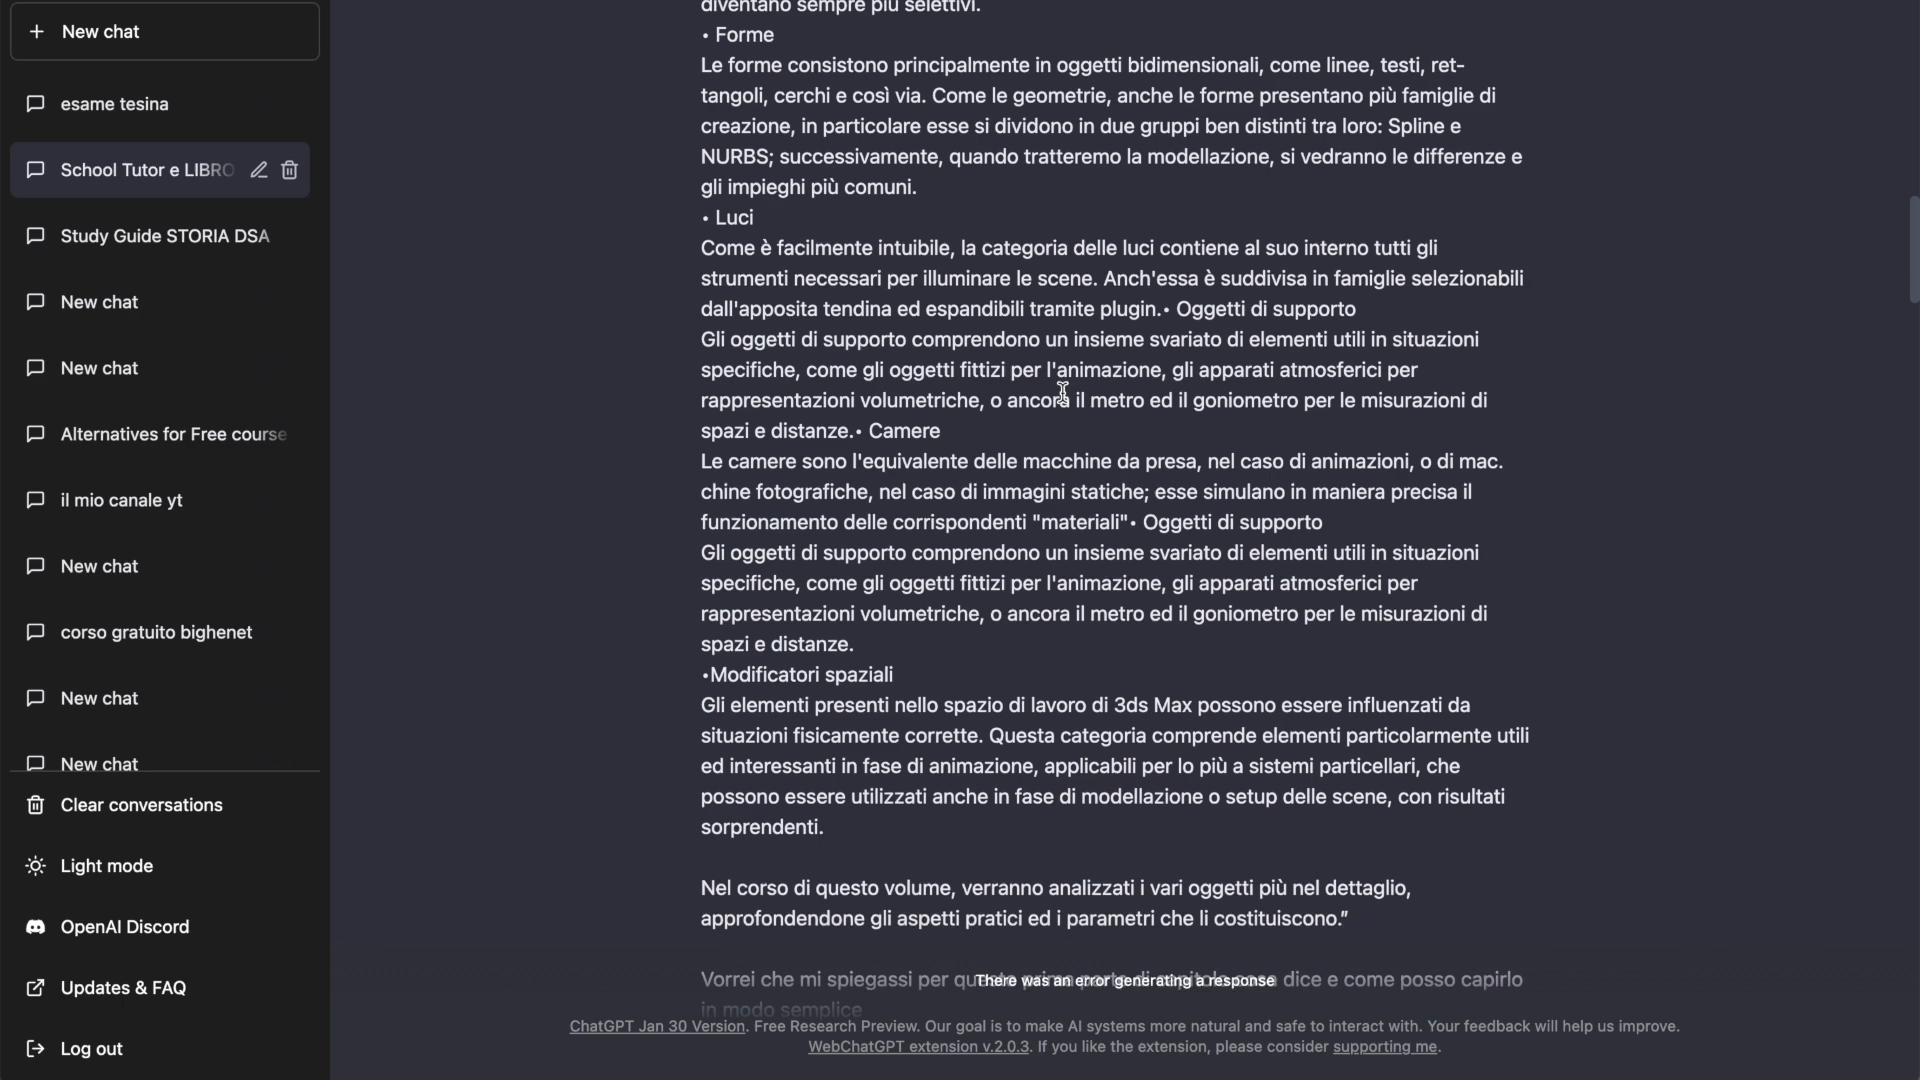 New chat
esame tesina
School Tutor e LIBRO
Study Guide STORIA DSA
New chat
New chat
Alternatives for Free course
il mio canale yt
New chat
corso gratuito bighenet
New chat
New chat
Clear conversations
Light mode
OpenAI Discord
Updates & FAQ
Log out
diventano sempre più selettivi.
• Forme
Le forme consistono principalmente in oggetti bidimensionali, come linee, testi, ret-
tangoli, cerchi e così via. Come le geometrie, anche le forme presentano più famiglie di
creazione, in particolare esse si dividono in due gruppi ben distinti tra loro: Spline e
NURBS; successivamente, quando tratteremo la modellazione, si vedranno le differenze e
gli impieghi più comuni.
• Luci
Come è facilmente intuibile, la categoria delle luci contiene al suo interno tutti gli
strumenti necessari per illuminare le scene. Anch'essa è suddivisa in famiglie selezionabili
dall'apposita tendina ed espandibili tramite plugin.• Oggetti di supporto
Gli oggetti di supporto comprendono un insieme svariato di elementi utili in situazioni
specifiche, come gli oggetti fittizi per l'animazione, gli apparati atmosferici per
rappresentazioni volumetriche, o ancora il metro ed il goniometro per le misurazioni di
spazi e distanze.• Camere
Le camere sono l'equivalente delle macchine da presa, nel caso di animazioni, o di mac.
chine fotografiche, nel caso di immagini statiche; esse simulano in maniera precisa il
funzionamento delle corrispondenti "materiali"• Oggetti di supporto
Gli oggetti di supporto comprendono un insieme svariato di elementi utili in situazioni
specifiche, come gli oggetti fittizi per l'animazione, gli apparati atmosferici per
rappresentazioni volumetriche, o ancora il metro ed il goniometro per le misurazioni di
spazi e distanze.
•Modificatori spaziali
Gli elementi presenti nello spazio di lavoro di 3ds Max possono essere influenzati da
situazioni fisicamente corrette. Questa categoria comprende elementi particolarmente utili
ed interessanti in fase di animazione, applicabili per lo più a sistemi particellari, che
possono essere utilizzati anche in fase di modellazione o setup delle scene, con risultati
sorprendenti.
Nel corso di questo volume, verranno analizzati i vari oggetti più nel dettaglio,
approfondendone gli aspetti pratici ed i parametri che li costituiscono.”
Vorrei che mi spiegassi per questa prima parte di capitolo cosa dice e come posso capirlo
in modo semplice
There was an error generating a response
ChatGPT Jan 30 Version. Free Research Preview. Our goal is to make AI systems more natural and safe to interact with. Your feedback will help us improve.
WebChatGPT extension v.2.0.3. If you like the extension, please consider supporting me.